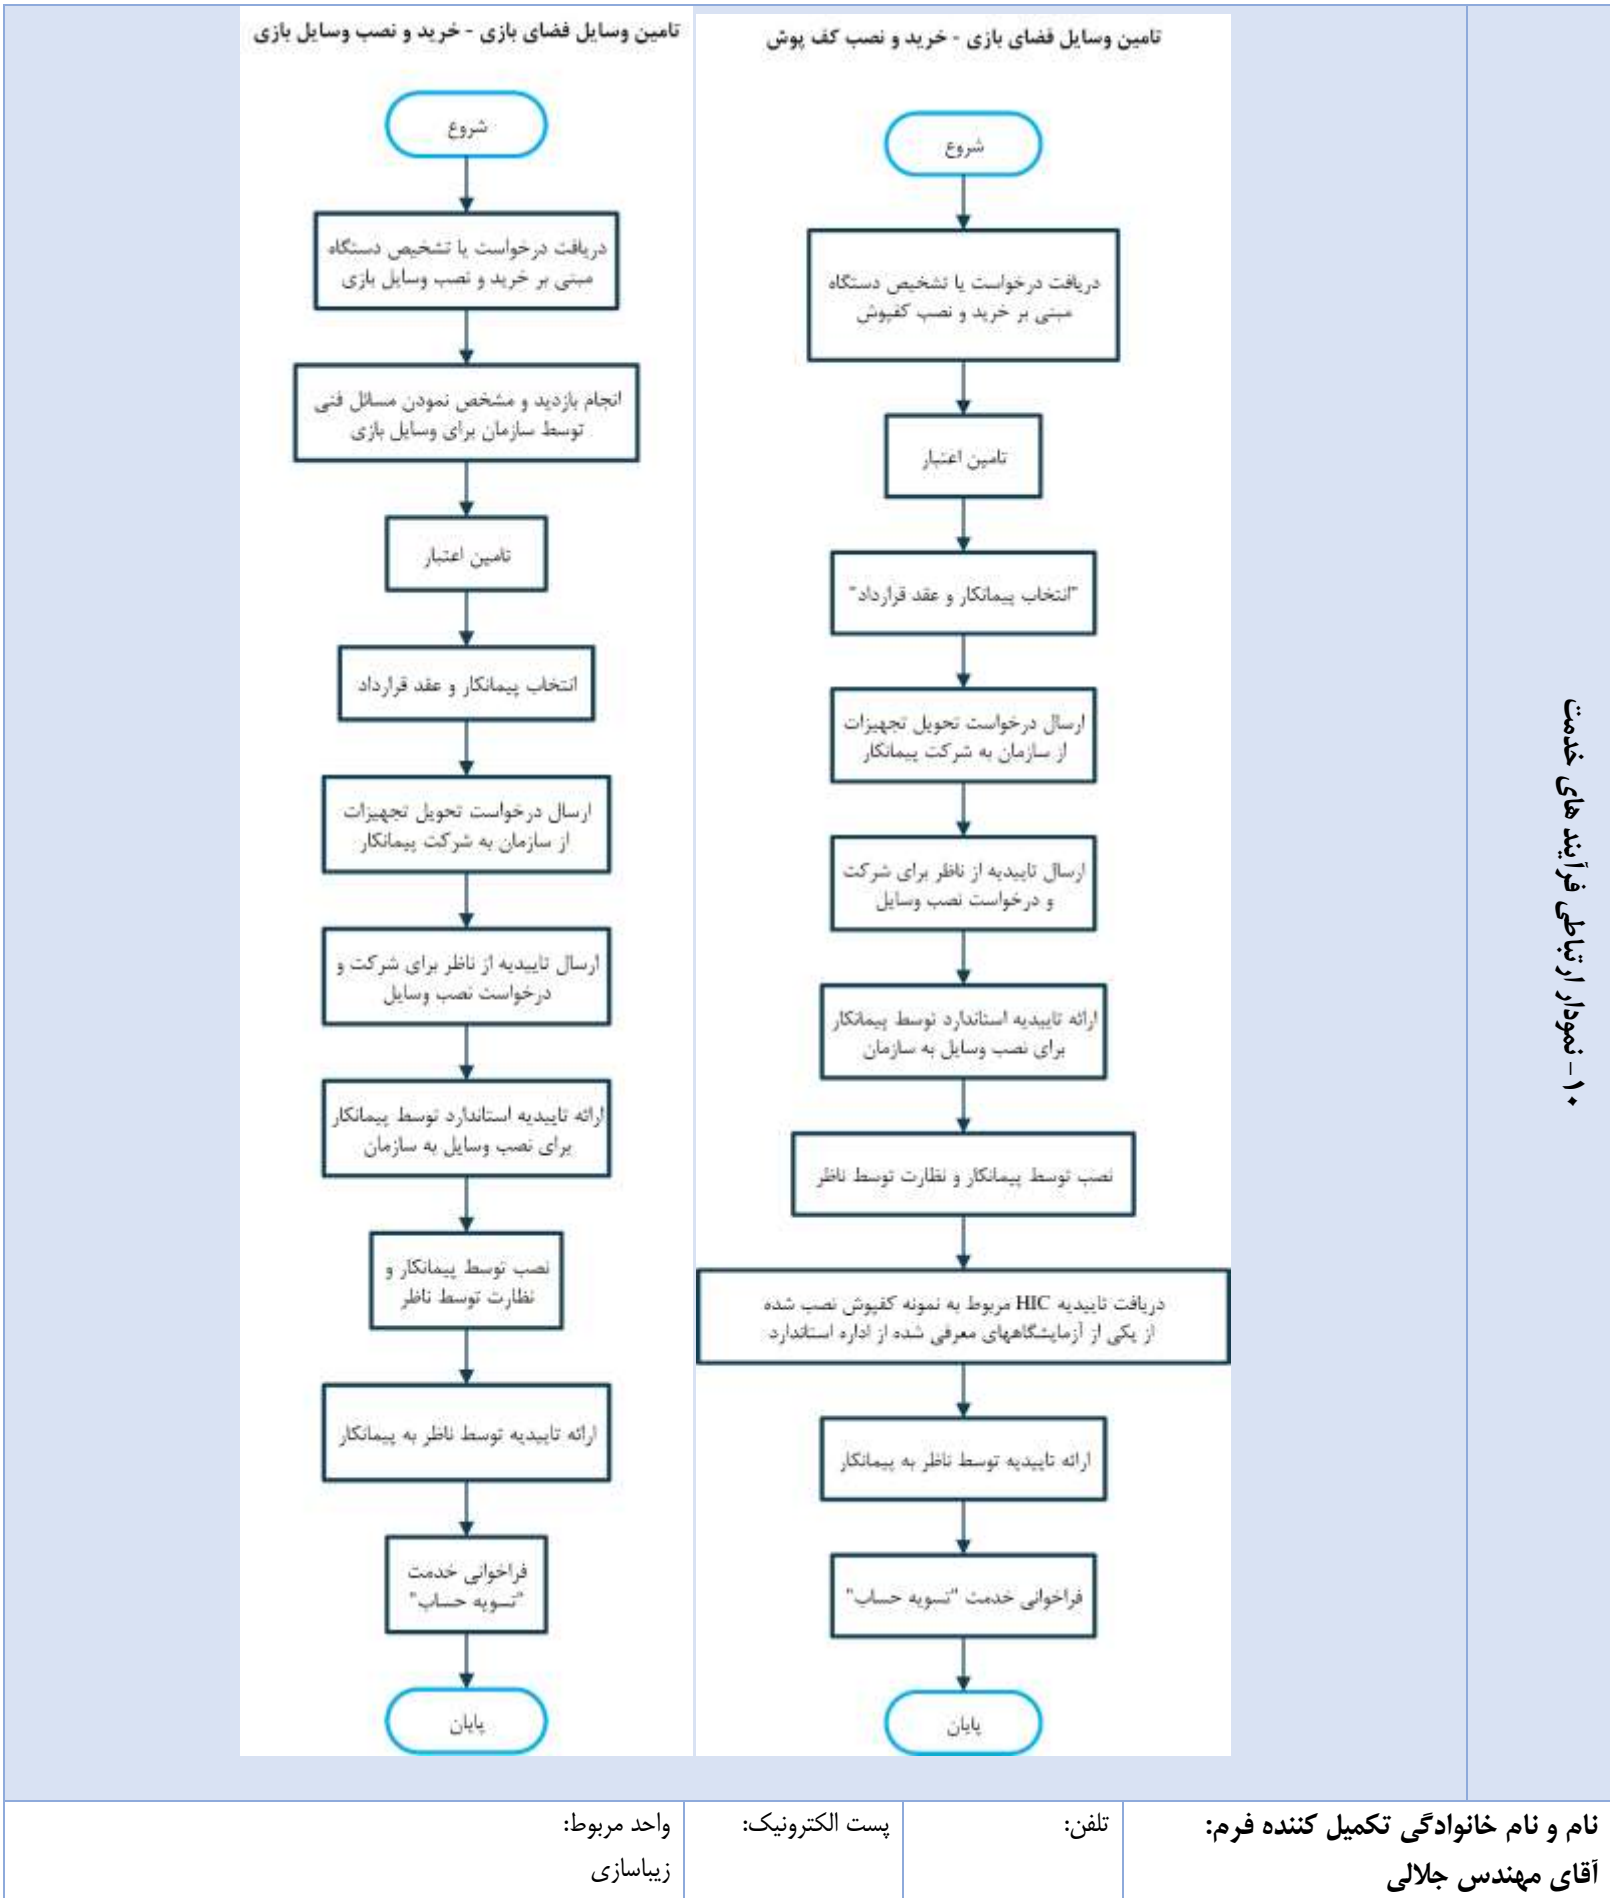 ۱۰- نمودار ارتباطی فرآیند های خدمت
تامین وسایل فضای بازی - خرید و نصب کف پوش
شروع
دریافت درخواست یا تشخیص دستگاه
مبنی بر خرید و نصب کفپوش
تامین اعتبار
"انتخاب پیمانکار و عقد قرارداد"
ارسال درخواست تحویل تجهیزات
از سازمان به شرکت پیمانکار
ارسال تاییدیه از ناظر برای شرکت
و درخواست نصب وسایل
ارائه تاییدیه استاندارد توسط پیمانکار
برای نصب وسایل به سازمان
نصب توسط پیمانکار و نظارت توسط ناظر
دریافت تاییدیه HIC مربوط به نمونه کفپوش نصب شده
از یکی از آزمایشگاههای معرفی شده از اداره استاندارد
ارائه تاییدیه توسط ناظر به پیمانکار
فراخوانی خدمت "تسویه حساب"
پایان
تامین وسایل فضای بازی - خرید و نصب وسایل بازی
شروع
دریافت درخواست یا تشخیص دستگاه
مبنی بر خرید و نصب وسایل بازی
انجام بازدید و مشخص نمودن مسائل فنی
توسط سازمان برای وسایل بازی
تامین اعتبار
انتخاب پیمانکار و عقد قرارداد
ارسال درخواست تحویل تجهیزات
از سازمان به شرکت پیمانکار
ارسال تاییدیه از ناظر برای شرکت و
درخواست نصب وسایل
ارائه تاییدیه استاندارد توسط پیمانکار
برای نصب وسایل به سازمان
نصب توسط پیمانکار و
نظارت توسط ناظر
ارائه تاییدیه توسط ناظر به پیمانکار
فراخوانی خدمت
"تسویه حساب"
پایان
نام و نام خانوادگی تکمیل کننده فرم:
آقای مهندس جلالی
تلفن:
پست الکترونیک:
واحد مربوط:
زیباسازی